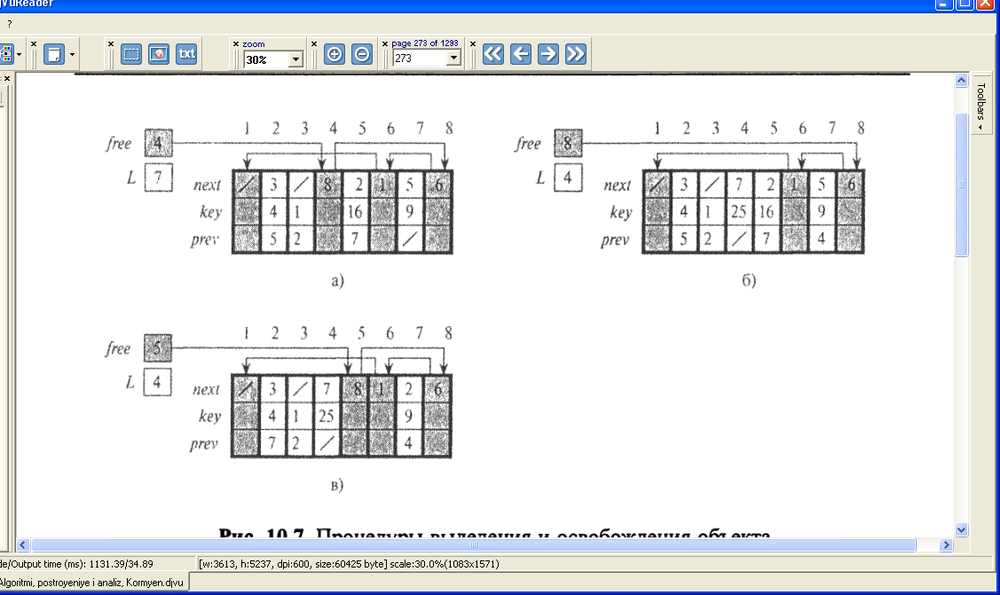 jVuReader
?
zoom
page 273 of 1293
txt
30%
273
Toolbars
1 2 3 4 5 6 7 8
free 4
L 7
next / 3 / 8 2 1 5 6
key 4 1 16 9
prev 5 2 7 /
а)
1 2 3 4 5 6 7 8
free 8
L 4
next / 3 / 7 2 1 5 6
key 4 1 25 16 9
prev 5 2 / 7 4
б)
1 2 3 4 5 6 7 8
free 5
L 4
next / 3 / 7 8 1 2 6
key 4 1 25 9
prev 7 2 / 4
в)
Рис. 10.7. Процедуры выделения и освобождения объекта
de/Output time (ms): 1131.39/34.89
[w:3613, h:5237, dpi:600, size:60425 byte] scale:30.0%(1083x1571)
Algoritmi, postroyeniye i analiz, Kormyen.djvu